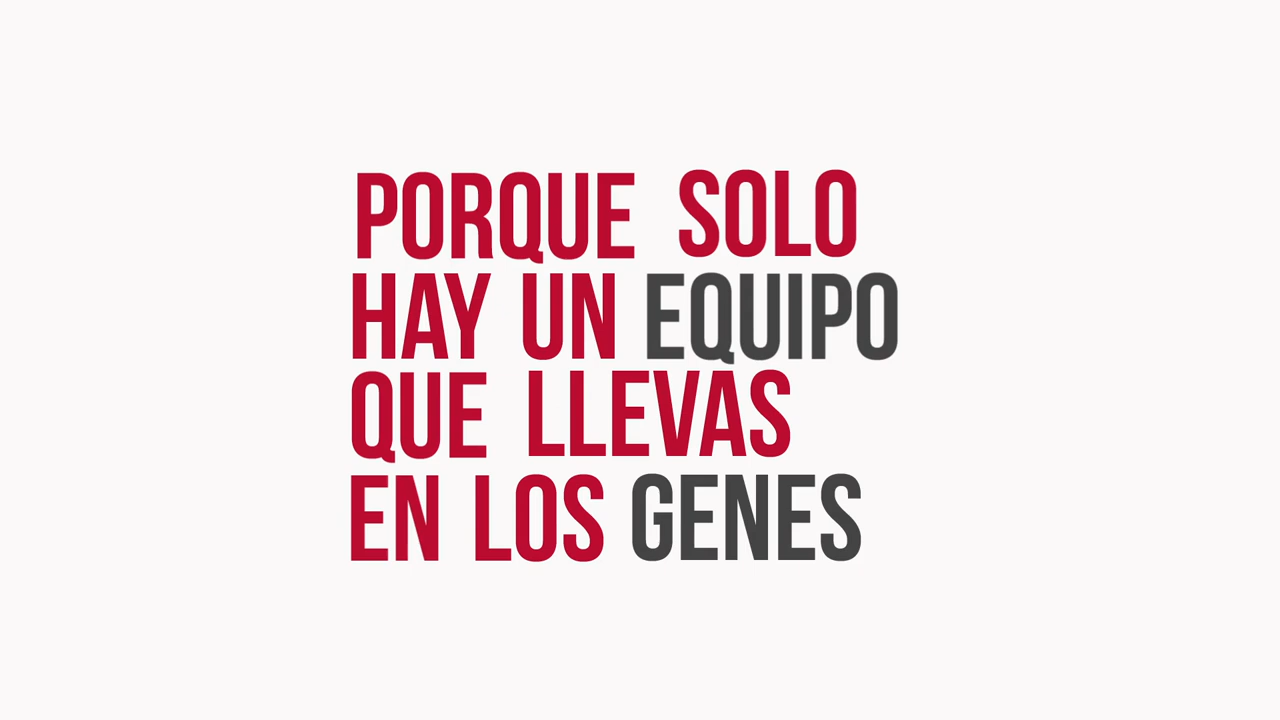 PORQUE SOLO
HAY UN EQUIPO
QUE LLEVAS
EN LOS GENES